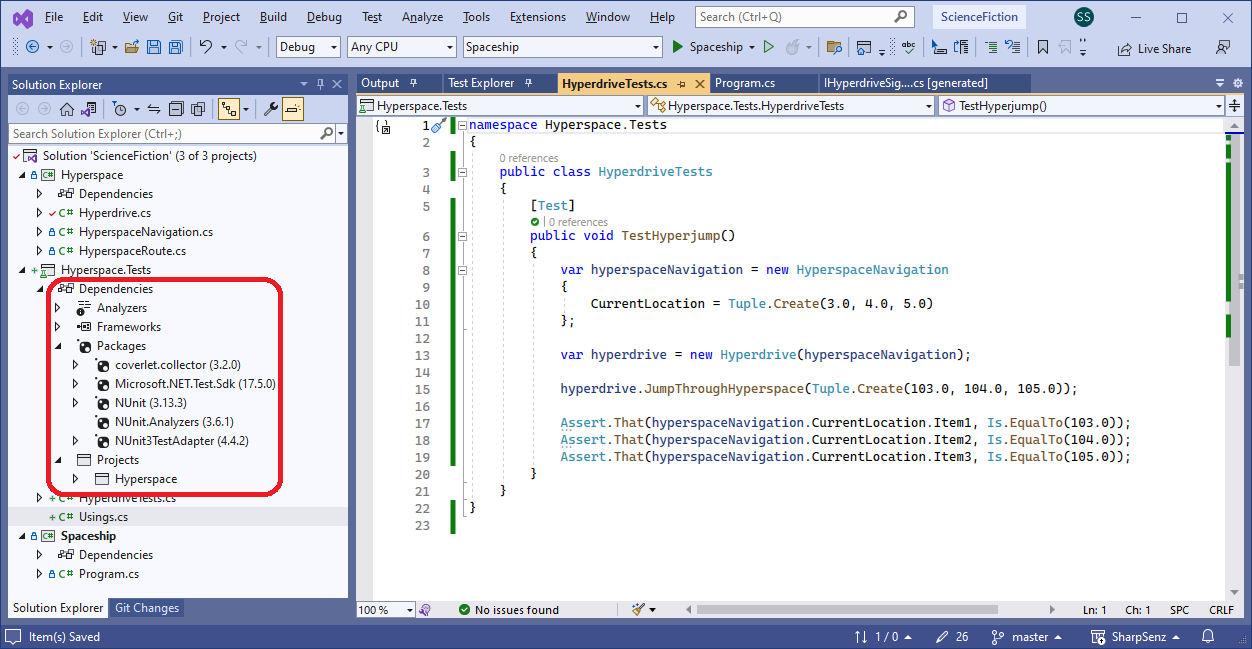 File Edit View Git Project Build Debug Test Analyze Tools Extensions Window Help Search (Ctrl+Q) ScienceFiction SS
Debug Any CPU Spaceship Spaceship abc Live Share
Solution Explorer
Search Solution Explorer (Ctrl+;)
Solution 'ScienceFiction' (3 of 3 projects)
C# Hyperspace
Dependencies
C# Hyperdrive.cs
C# HyperspaceNavigation.cs
C# HyperspaceRoute.cs
Hyperspace.Tests
Dependencies
Analyzers
Frameworks
Packages
coverlet.collector (3.2.0)
Microsoft.NET.Test.Sdk (17.5.0)
NUnit (3.13.3)
NUnit.Analyzers (3.6.1)
NUnit3TestAdapter (4.4.2)
Projects
Hyperspace
C# HyperdriveTests.cs
C# Usings.cs
C# Spaceship
Dependencies
C# Program.cs
Solution Explorer Git Changes
Output Test Explorer HyperdriveTests.cs Program.cs IHyperdriveSig....cs [generated]
Hyperspace.Tests Hyperspace.Tests.HyperdriveTests TestHyperjump()
1 namespace Hyperspace.Tests
2 {
0 references
3 public class HyperdriveTests
4 {
5 [Test]
0 references
6 public void TestHyperjump()
7 {
8 var hyperspaceNavigation = new HyperspaceNavigation
9 {
10 CurrentLocation = Tuple.Create(3.0, 4.0, 5.0)
11 };
12
13 var hyperdrive = new Hyperdrive(hyperspaceNavigation);
14
15 hyperdrive.JumpThroughHyperspace(Tuple.Create(103.0, 104.0, 105.0));
16
17 Assert.That(hyperspaceNavigation.CurrentLocation.Item1, Is.EqualTo(103.0));
18 Assert.That(hyperspaceNavigation.CurrentLocation.Item2, Is.EqualTo(104.0));
19 Assert.That(hyperspaceNavigation.CurrentLocation.Item3, Is.EqualTo(105.0));
20 }
21 }
22 }
23
100 % No issues found Ln: 1 Ch: 1 SPC CRLF
Item(s) Saved 1 / 0 26 master SharpSenz